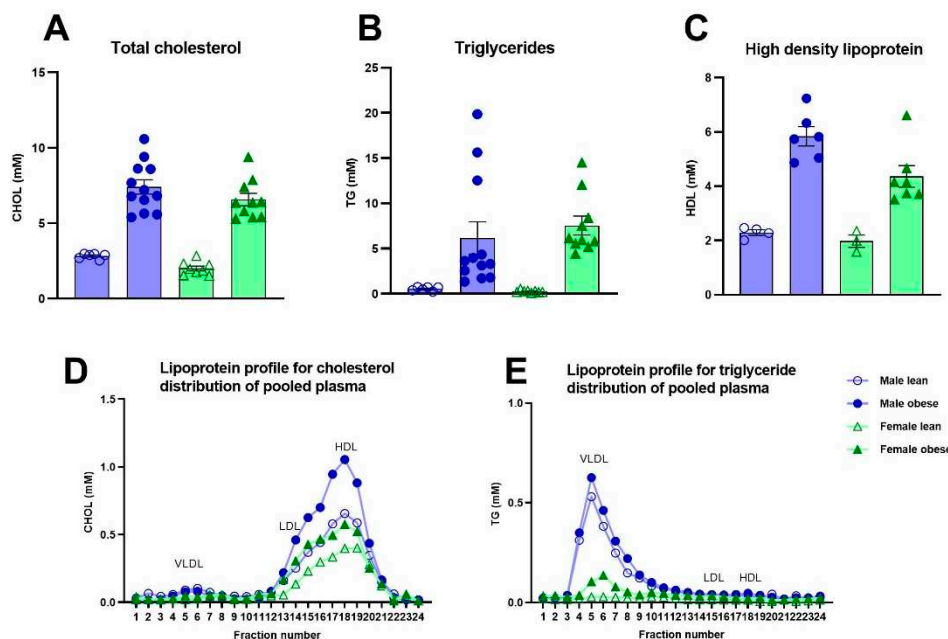 A
Total cholesterol
CHOL (mM)
15
10
5
0
B
Triglycerides
TG (mM)
25
20
15
10
5
0
C
High density lipoprotein
HDL (mM)
8
6
4
2
0
D
Lipoprotein profile for cholesterol
distribution of pooled plasma
CHOL (mM)
1.5
1.0
0.5
0.0
VLDL
LDL
HDL
1 2 3 4 5 6 7 8 9 10 11 12 13 14 15 16 17 18 19 20 21 22 23 24
Fraction number
E
Lipoprotein profile for triglyceride
distribution of pooled plasma
TG (mM)
1.0
0.5
0.0
VLDL
LDL
HDL
1 2 3 4 5 6 7 8 9 10 11 12 13 14 15 16 17 18 19 20 21 22 23 24
Fraction number
Male lean
Male obese
Female lean
Female obese